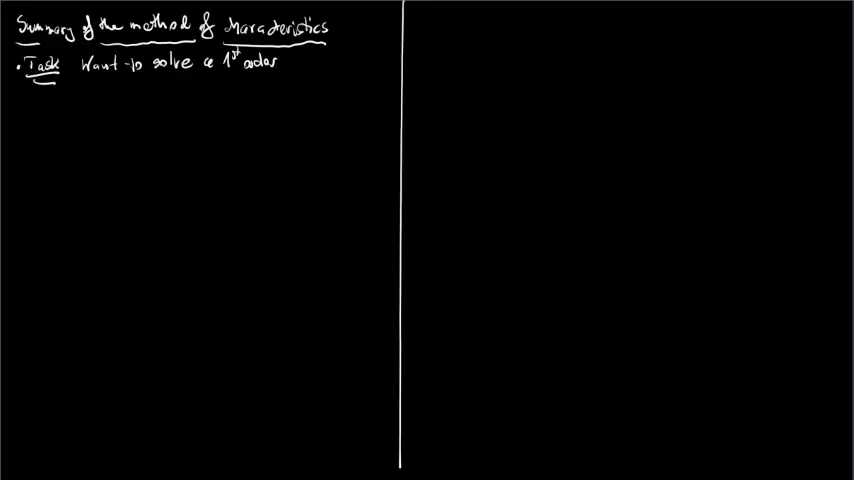 Summary of the method of characteristics
• Task Want to solve a 1st order